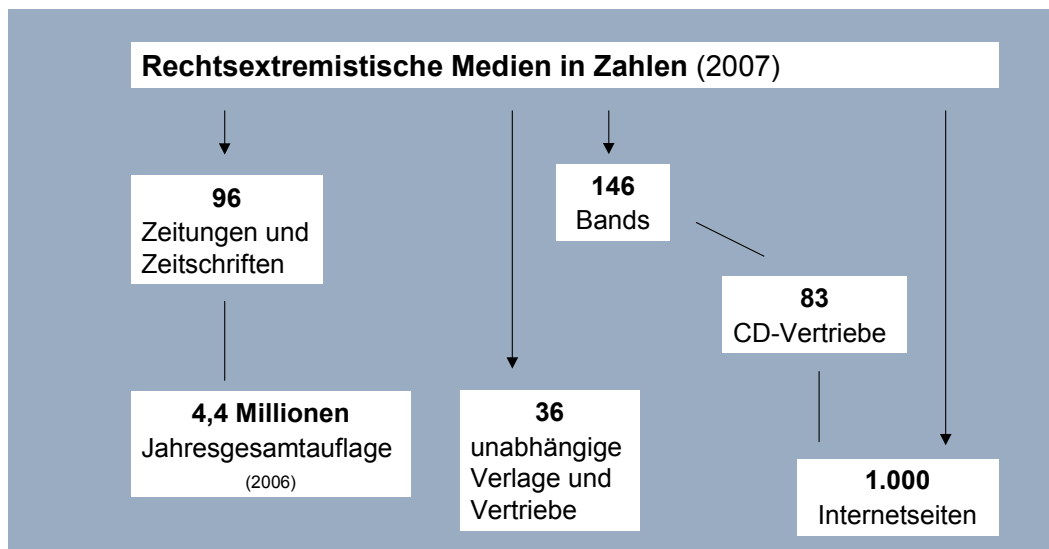 Rechtsextremistische Medien in Zahlen (2007)
96
Zeitungen und
Zeitschriften
4,4 Millionen
Jahresgesamtauflage
(2006)
36
unabhängige
Verlage und
Vertriebe
146
Bands
83
CD-Vertriebe
1.000
Internetseiten